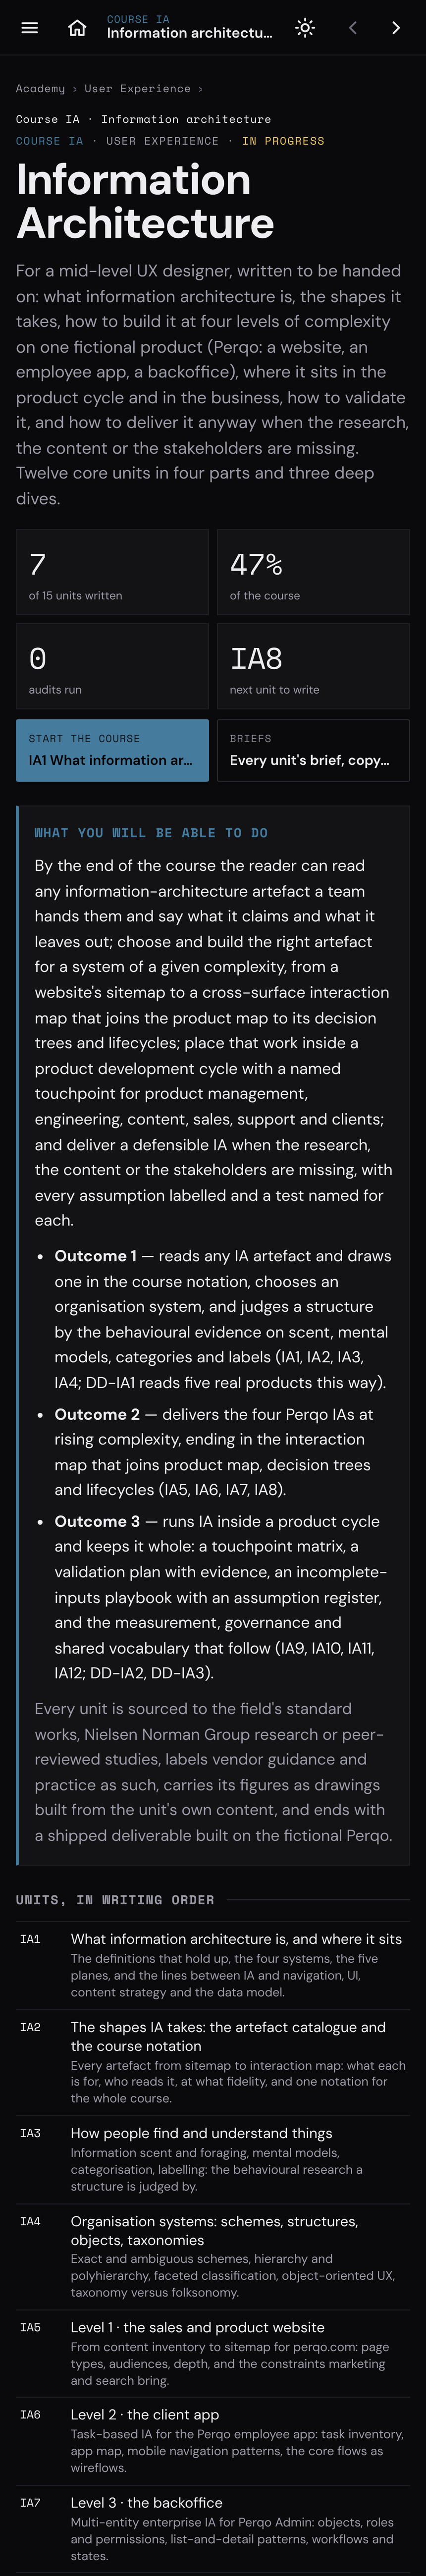 COURSE IA
Information architectu...
Academy › User Experience ›
Course IA · Information architecture
COURSE IA · USER EXPERIENCE · IN PROGRESS
Information
Architecture
For a mid-level UX designer, written to be handed
on: what information architecture is, the shapes it
takes, how to build it at four levels of complexity
on one fictional product (Perqo: a website, an
employee app, a backoffice), where it sits in the
product cycle and in the business, how to validate
it, and how to deliver it anyway when the research,
the content or the stakeholders are missing.
Twelve core units in four parts and three deep
dives.
7
of 15 units written
47%
of the course
0
audits run
IA8
next unit to write
START THE COURSE
IA1 What information ar...
BRIEFS
Every unit's brief, copy...
WHAT YOU WILL BE ABLE TO DO
By the end of the course the reader can read
any information-architecture artefact a team
hands them and say what it claims and what it
leaves out; choose and build the right artefact
for a system of a given complexity, from a
website's sitemap to a cross-surface interaction
map that joins the product map to its decision
trees and lifecycles; place that work inside a
product development cycle with a named
touchpoint for product management,
engineering, content, sales, support and clients;
and deliver a defensible IA when the research,
the content or the stakeholders are missing, with
every assumption labelled and a test named for
each.
• Outcome 1 — reads any IA artefact and draws
one in the course notation, chooses an
organisation system, and judges a structure
by the behavioural evidence on scent, mental
models, categories and labels (IA1, IA2, IA3,
IA4; DD-IA1 reads five real products this way).
• Outcome 2 — delivers the four Perqo IAs at
rising complexity, ending in the interaction
map that joins product map, decision trees
and lifecycles (IA5, IA6, IA7, IA8).
• Outcome 3 — runs IA inside a product cycle
and keeps it whole: a touchpoint matrix, a
validation plan with evidence, an incomplete-
inputs playbook with an assumption register,
and the measurement, governance and
shared vocabulary that follow (IA9, IA10, IA11,
IA12; DD-IA2, DD-IA3).
Every unit is sourced to the field's standard
works, Nielsen Norman Group research or peer-
reviewed studies, labels vendor guidance and
practice as such, carries its figures as drawings
built from the unit's own content, and ends with
a shipped deliverable built on the fictional Perqo.
UNITS, IN WRITING ORDER
IA1
What information architecture is, and where it sits
The definitions that hold up, the four systems, the five
planes, and the lines between IA and navigation, UI,
content strategy and the data model.
IA2
The shapes IA takes: the artefact catalogue and
the course notation
Every artefact from sitemap to interaction map: what each
is for, who reads it, at what fidelity, and one notation for
the whole course.
IA3
How people find and understand things
Information scent and foraging, mental models,
categorisation, labelling: the behavioural research a
structure is judged by.
IA4
Organisation systems: schemes, structures,
objects, taxonomies
Exact and ambiguous schemes, hierarchy and
polyhierarchy, faceted classification, object-oriented UX,
taxonomy versus folksonomy.
IA5
Level 1 · the sales and product website
From content inventory to sitemap for perqo.com: page
types, audiences, depth, and the constraints marketing
and search bring.
IA6
Level 2 · the client app
Task-based IA for the Perqo employee app: task inventory,
app map, mobile navigation patterns, the core flows as
wireflows.
IA7
Level 3 · the backoffice
Multi-entity enterprise IA for Perqo Admin: objects, roles
and permissions, list-and-detail patterns, workflows and
states.